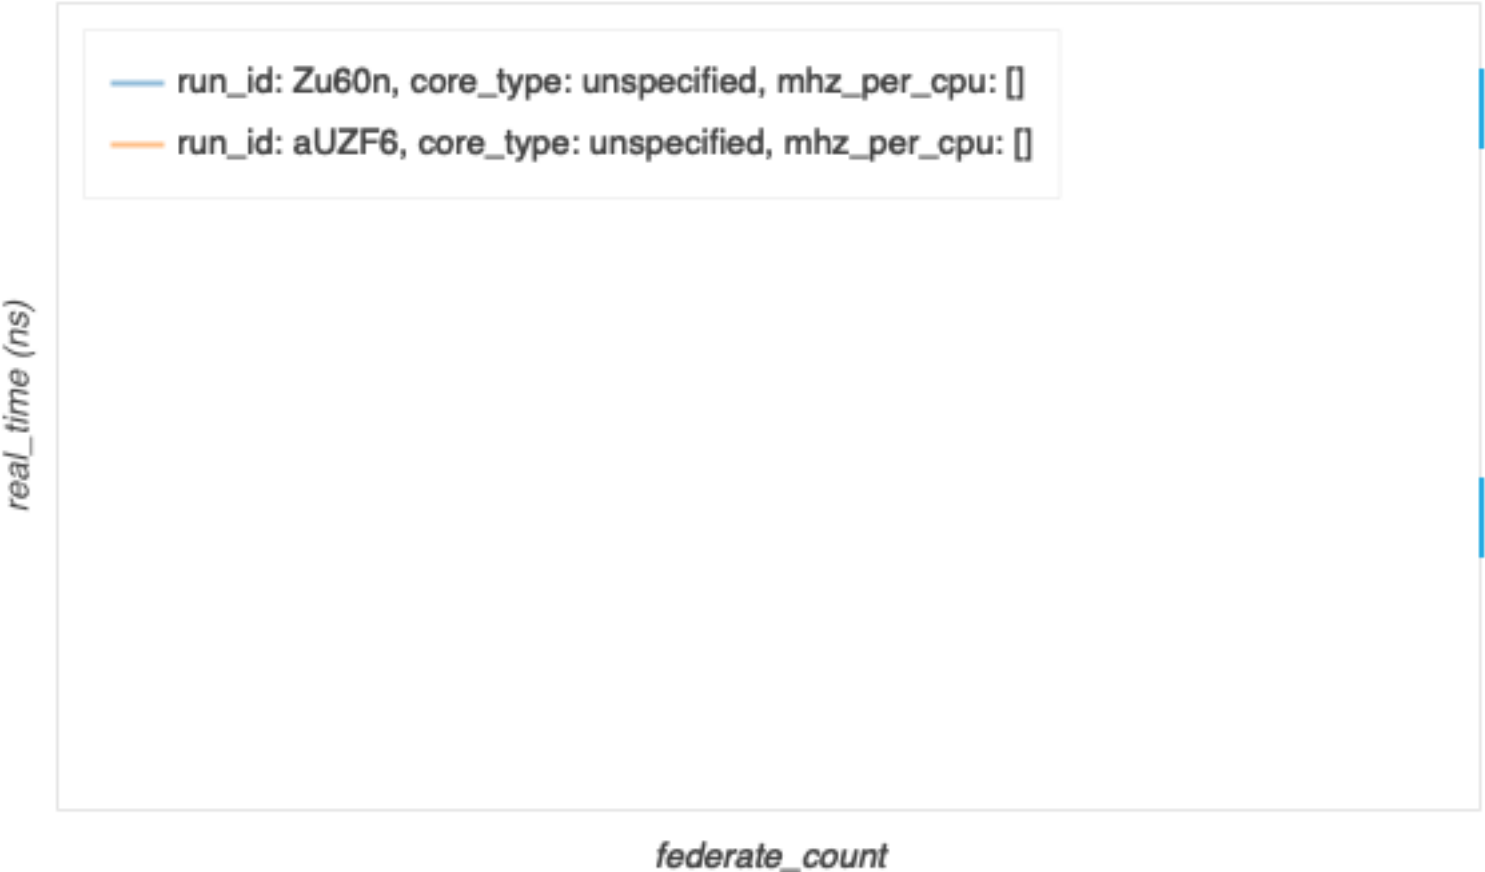 run_id: Zu60n, core_type: unspecified, mhz_per_cpu: []
run_id: aUZF6, core_type: unspecified, mhz_per_cpu: []
real_time (ns)
federate_count